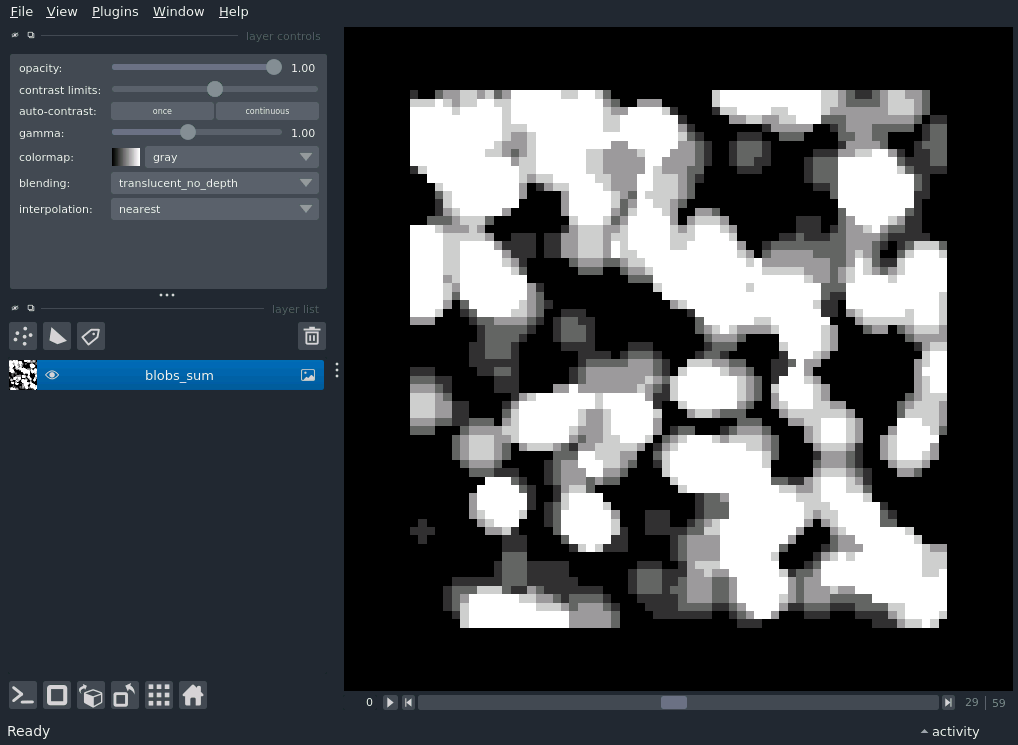 File View Plugins Window Help
layer controls
opacity: 1.00
contrast limits:
auto-contrast: once continuous
gamma: 1.00
colormap: gray
blending: translucent_no_depth
interpolation: nearest
layer list
blobs_sum
0 29 59
Ready activity